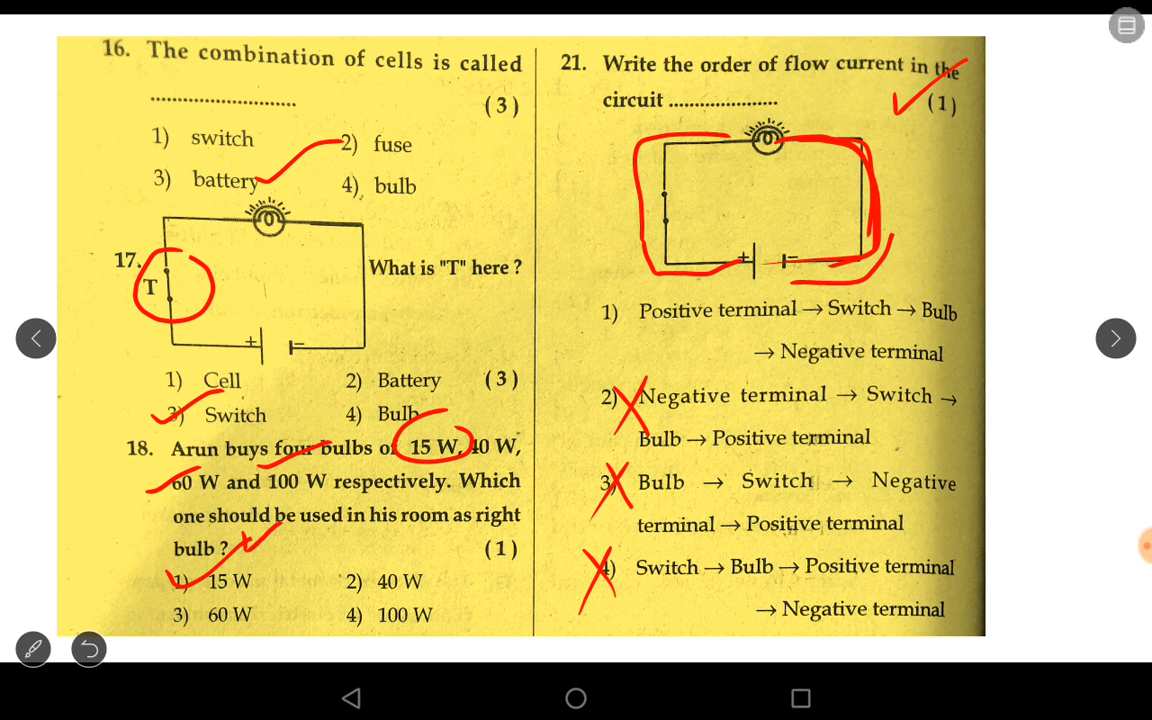 16. The combination of cells is called
............................ (3)
1) switch 2) fuse
3) battery 4) bulb
17. T + What is "T" here ?
1) Cell 2) Battery (3)
3) Switch 4) Bulb
18. Arun buys four bulbs of 15 W, 40 W,
60 W and 100 W respectively. Which
one should be used in his room as right
bulb ? (1)
1) 15 W 2) 40 W
3) 60 W 4) 100 W
21. Write the order of flow current in the
circuit ..................... (1)
+ −
1) Positive terminal → Switch → Bulb
→ Negative terminal
2) Negative terminal → Switch →
Bulb → Positive terminal
3) Bulb → Switch → Negative
terminal → Positive terminal
4) Switch → Bulb → Positive terminal
→ Negative terminal